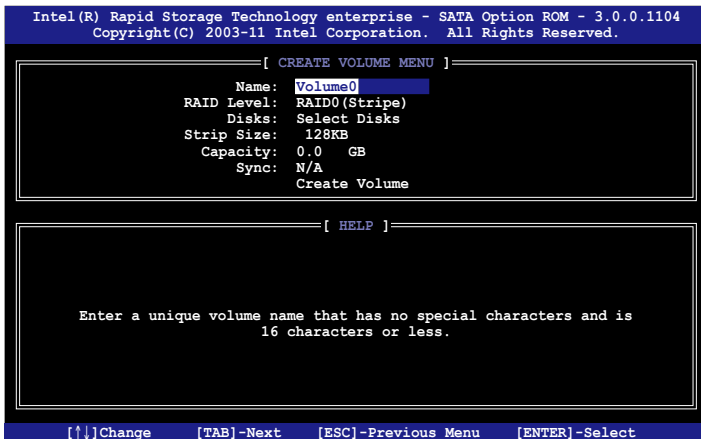 Intel(R) Rapid Storage Technology enterprise - SATA Option ROM - 3.0.0.1104
Copyright(C) 2003-11 Intel Corporation. All Rights Reserved.
[ CREATE VOLUME MENU ]
Name: Volume0
RAID Level: RAID0(Stripe)
Disks: Select Disks
Strip Size: 128KB
Capacity: 0.0 GB
Sync: N/A
Create Volume
[ HELP ]
Enter a unique volume name that has no special characters and is
16 characters or less.
[↑↓]Change [TAB]-Next [ESC]-Previous Menu [ENTER]-Select